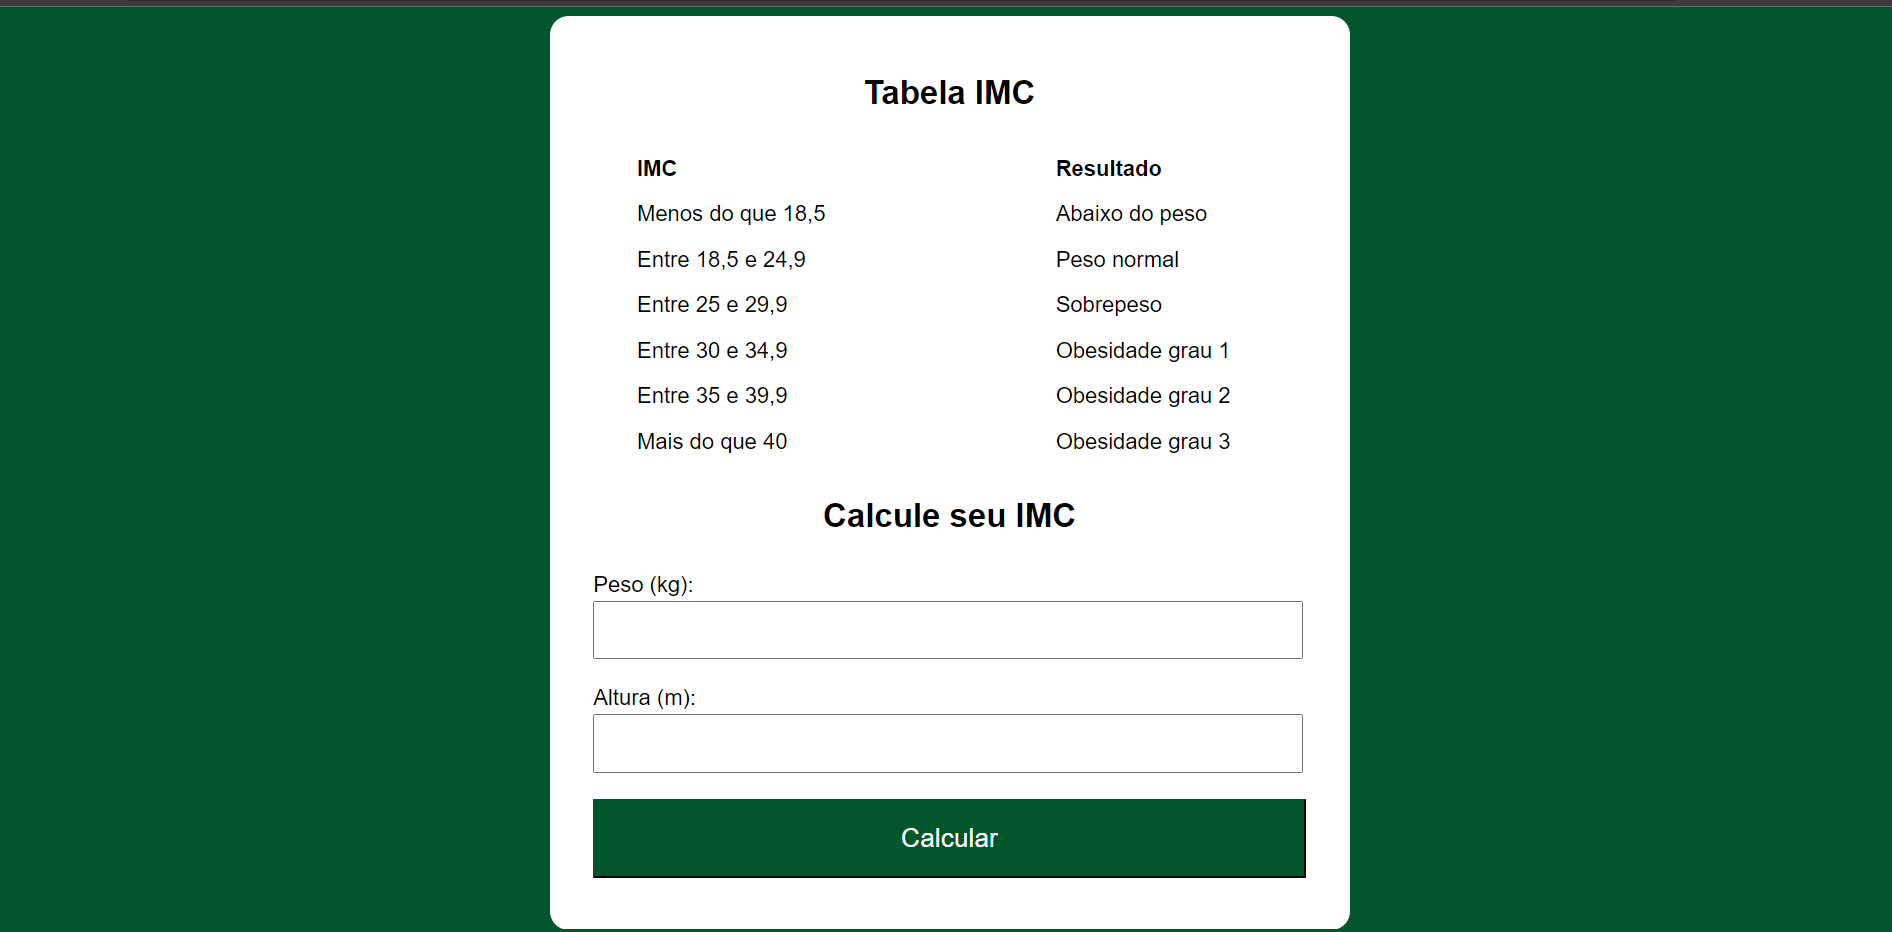 Tabela IMC
IMC Resultado
Menos do que 18,5 Abaixo do peso
Entre 18,5 e 24,9 Peso normal
Entre 25 e 29,9 Sobrepeso
Entre 30 e 34,9 Obesidade grau 1
Entre 35 e 39,9 Obesidade grau 2
Mais do que 40 Obesidade grau 3
Calcule seu IMC
Peso (kg):
Altura (m):
Calcular